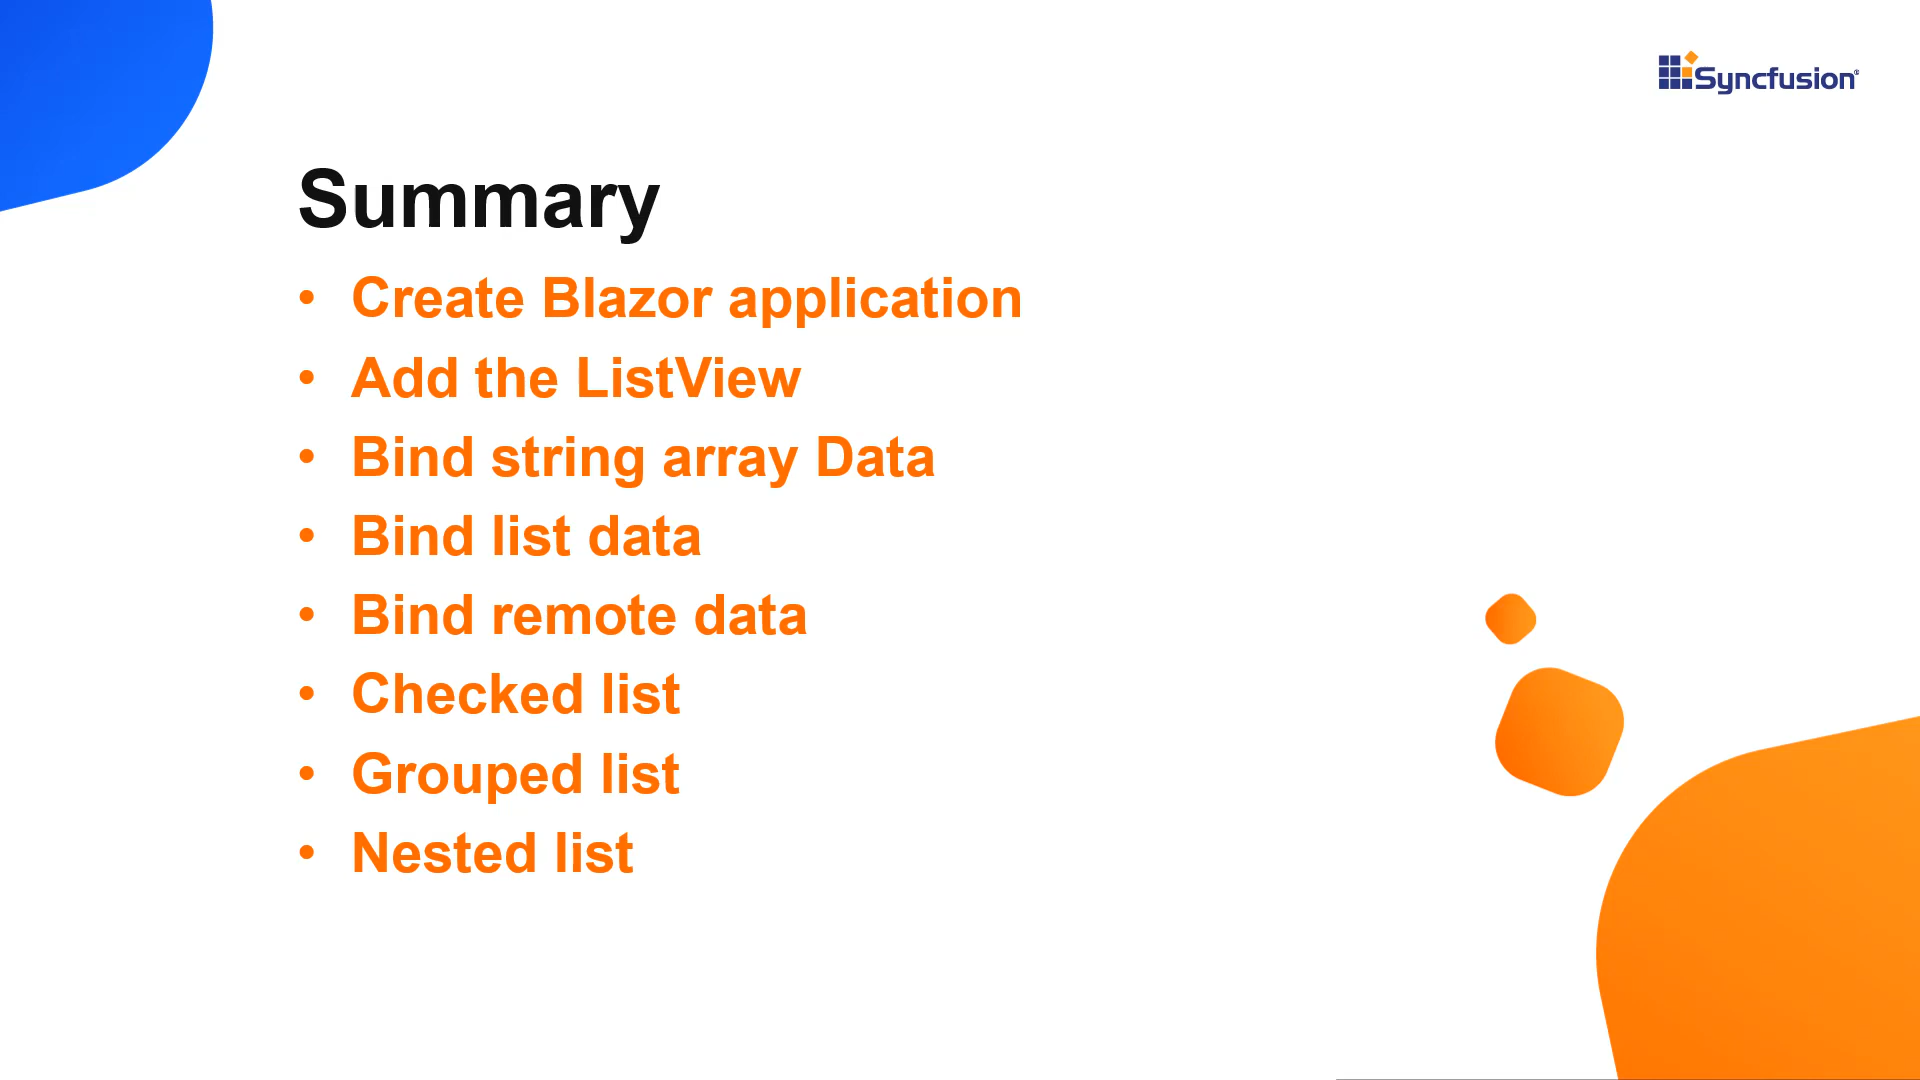 Syncfusion®
Summary
• Create Blazor application
• Add the ListView
• Bind string array Data
• Bind list data
• Bind remote data
• Checked list
• Grouped list
• Nested list